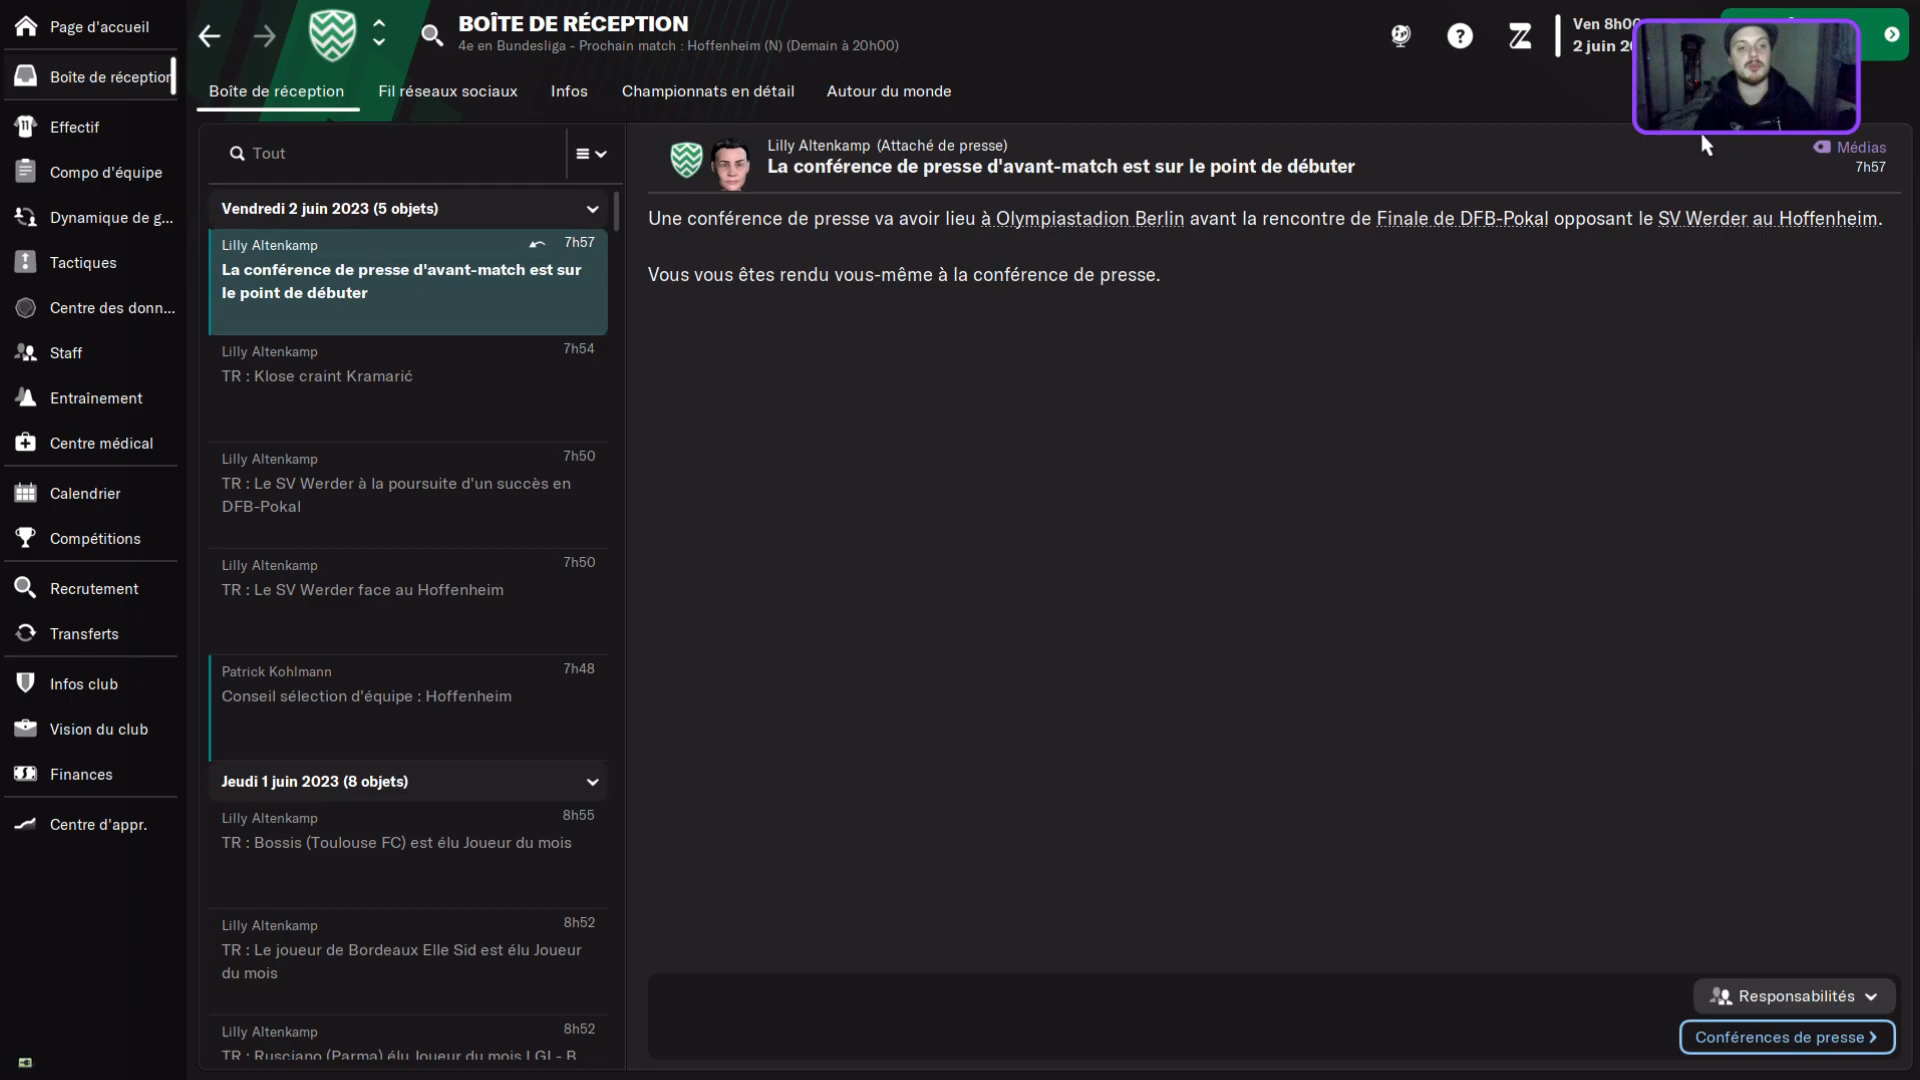 Page d'accueil
Boîte de réception
Effectif
Compo d'équipe
Dynamique de g...
Tactiques
Centre des donn...
Staff
Entraînement
Centre médical
Calendrier
Compétitions
Recrutement
Transferts
Infos club
Vision du club
Finances
Centre d'appr.
BOÎTE DE RÉCEPTION
4e en Bundesliga - Prochain match : Hoffenheim (N) (Demain à 20h00)
Ven 8h00
2 juin
Boîte de réception
Fil réseaux sociaux
Infos
Championnats en détail
Autour du monde
Tout
Vendredi 2 juin 2023 (5 objets)
Lilly Altenkamp 7h57
La conférence de presse d'avant-match est sur
le point de débuter
Lilly Altenkamp 7h54
TR : Klose craint Kramarić
Lilly Altenkamp 7h50
TR : Le SV Werder à la poursuite d'un succès en
DFB-Pokal
Lilly Altenkamp 7h50
TR : Le SV Werder face au Hoffenheim
Patrick Kohlmann 7h48
Conseil sélection d'équipe : Hoffenheim
Jeudi 1 juin 2023 (8 objets)
Lilly Altenkamp 8h55
TR : Bossis (Toulouse FC) est élu Joueur du mois
Lilly Altenkamp 8h52
TR : Le joueur de Bordeaux Elle Sid est élu Joueur
du mois
Lilly Altenkamp 8h52
TR : Rusciano (Parma) élu Joueur du mois LGI - B
Lilly Altenkamp (Attaché de presse)
La conférence de presse d'avant-match est sur le point de débuter
Médias
7h57
Une conférence de presse va avoir lieu à Olympiastadion Berlin avant la rencontre de Finale de DFB-Pokal opposant le SV Werder au Hoffenheim.
Vous vous êtes rendu vous-même à la conférence de presse.
Responsabilités
Conférences de presse